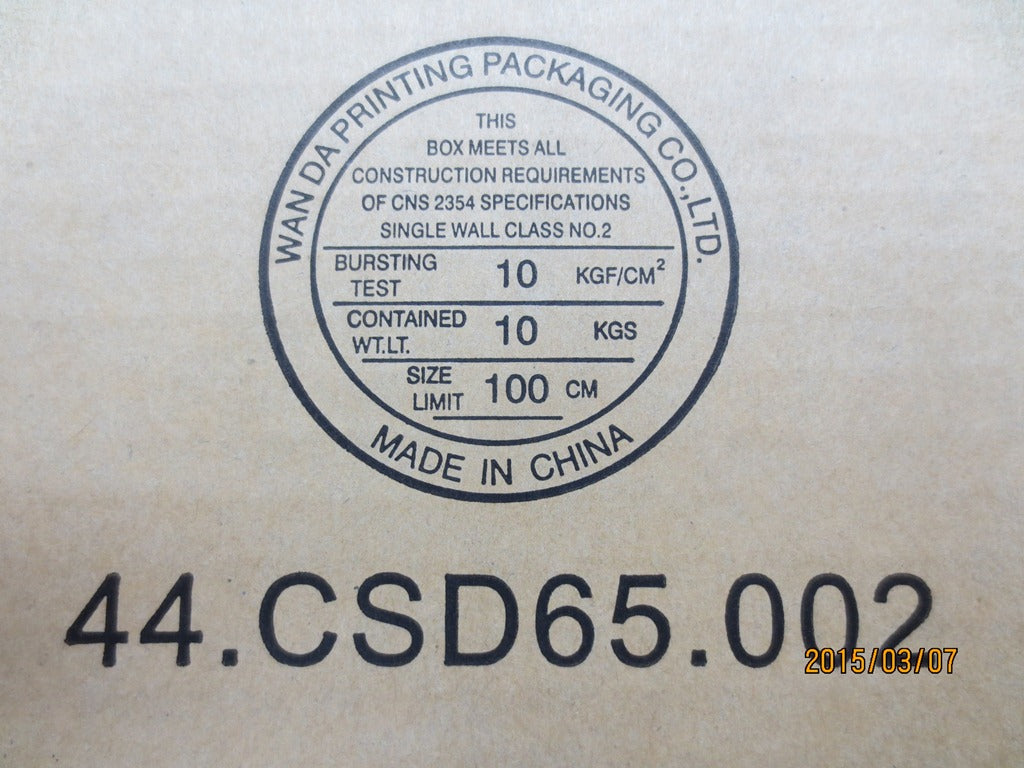 WAN DA PRINTING PACKAGING CO.,LTD.
THIS
BOX MEETS ALL
CONSTRUCTION REQUIREMENTS
OF CNS 2354 SPECIFICATIONS
SINGLE WALL CLASS NO.2
BURSTING TEST 10 KGF/CM²
CONTAINED WT.LT. 10 KGS
SIZE LIMIT 100 CM
MADE IN CHINA
44.CSD65.002
2015/03/07